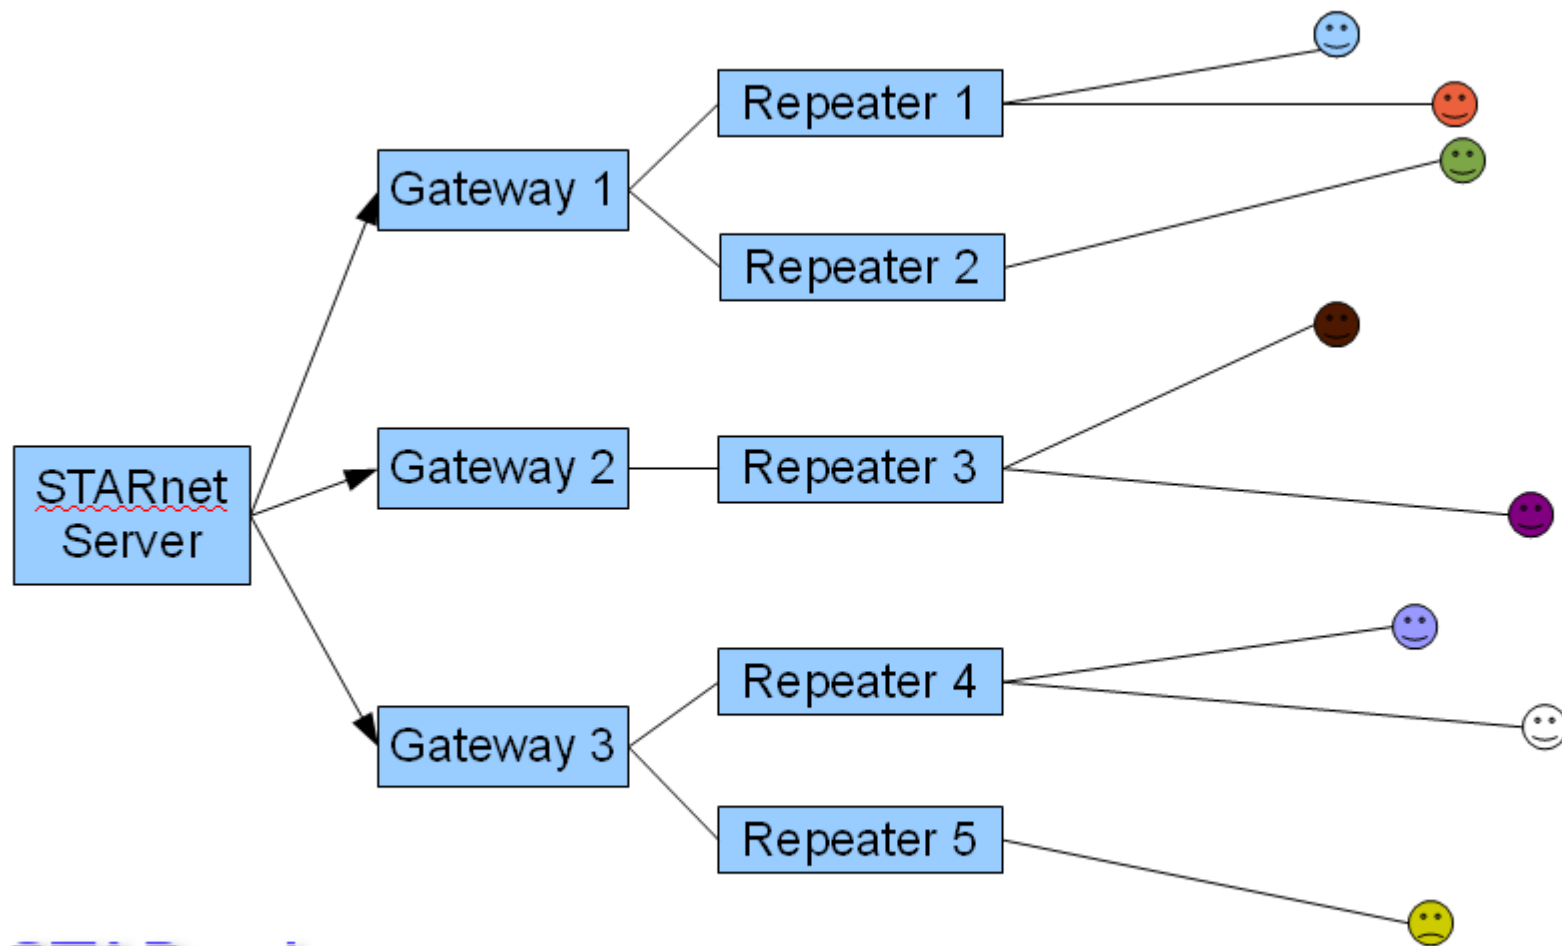 Repeater 1
Gateway 1
Repeater 2
Gateway 2
Repeater 3
STARnet
Server
Repeater 4
Gateway 3
Repeater 5